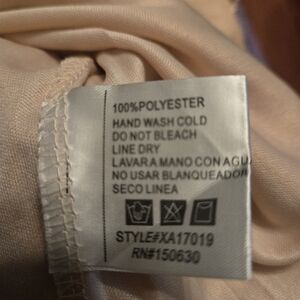 100%POLYESTER
HAND WASH COLD
DO NOT BLEACH
LINE DRY
LAVAR A MANO CON AGU
NO USAR BLANQUEADOR
SECO LINEA
STYLE#XA17019
RN#150630